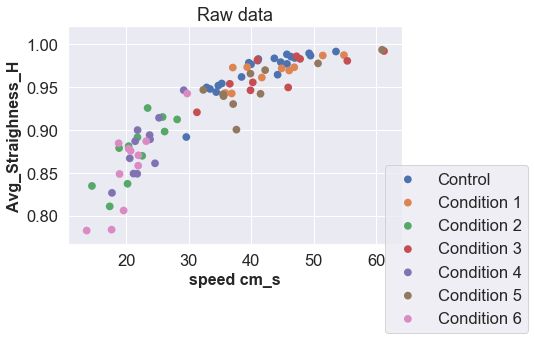 Raw data
1.00
0.95
0.90
0.85
0.80
Avg_Straighness_H
20
30
40
50
60
speed cm_s
Control
Condition 1
Condition 2
Condition 3
Condition 4
Condition 5
Condition 6